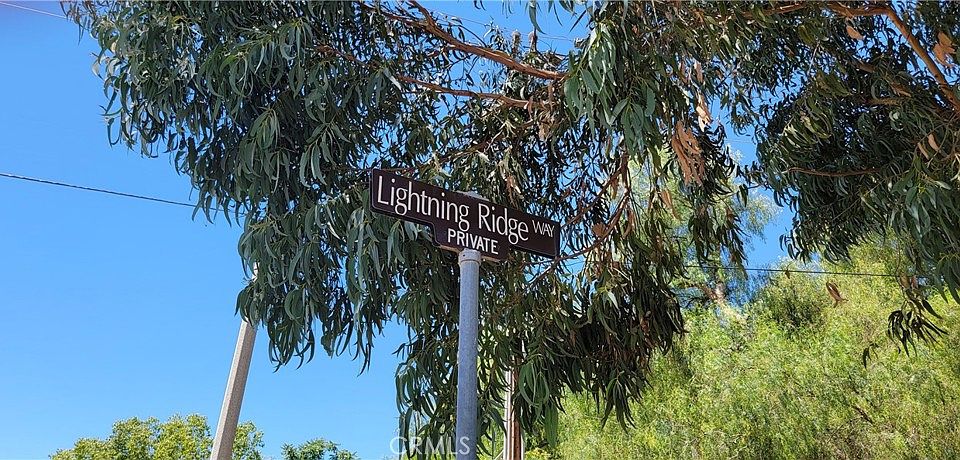 Lightning Ridge WAY
PRIVATE
CRMLS